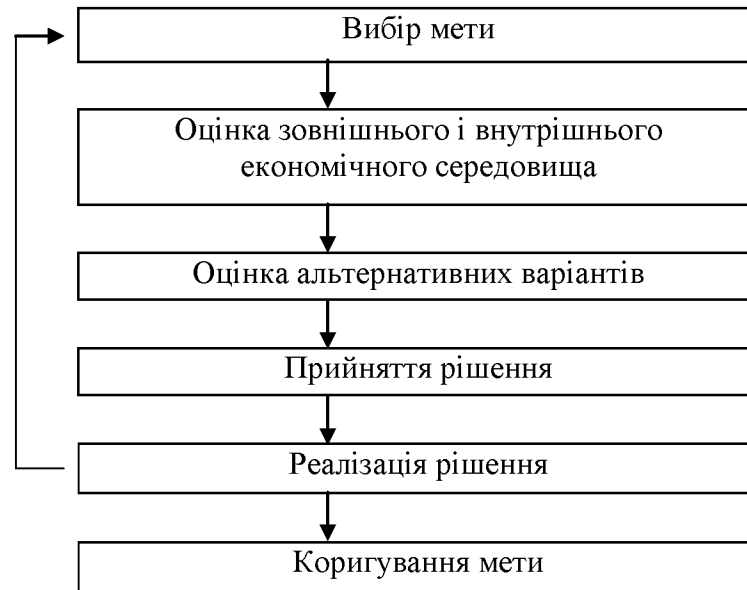 Вибір мети
Оцінка зовнішнього і внутрішнього
економічного середовища
Оцінка альтернативних варіантів
Прийняття рішення
Реалізація рішення
Коригування мети